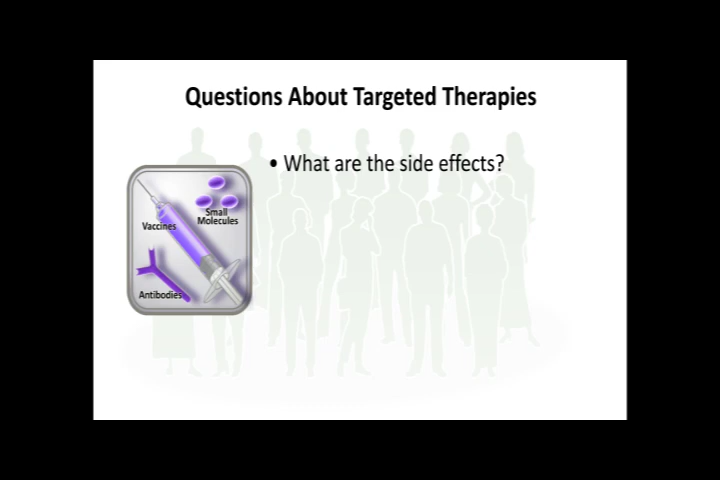 Questions About Targeted Therapies
• What are the side effects?
Vaccines
Small
Molecules
Antibodies